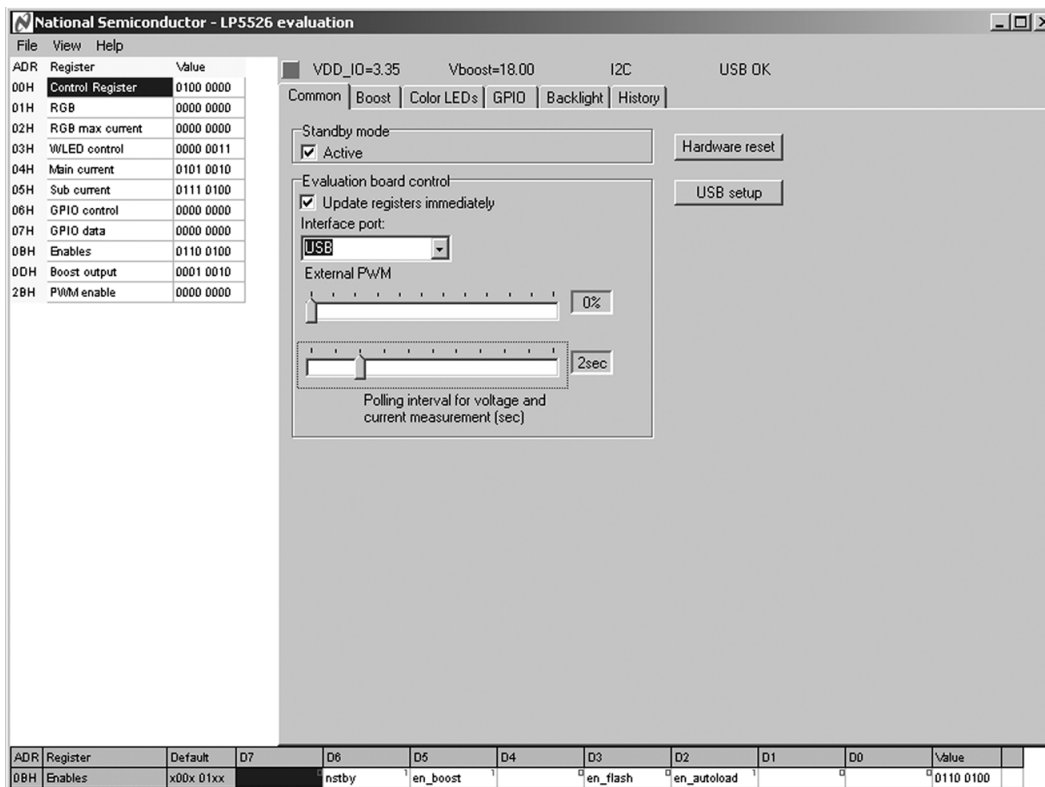 National Semiconductor - LP5526 evaluation
File View Help
ADR Register Value
00H Control Register 0100 0000
01H RGB 0000 0000
02H RGB max current 0000 0000
03H WLED control 0000 0011
04H Main current 0101 0010
05H Sub current 0111 0100
06H GPIO control 0000 0000
07H GPIO data 0000 0000
0BH Enables 0110 0100
0DH Boost output 0001 0010
2BH PWM enable 0000 0000
VDD_IO=3.35 Vboost=18.00 I2C USB OK
Common Boost Color LEDs GPIO Backlight History
Standby mode
Active
Hardware reset
Evaluation board control
USB setup
Update registers immediately
Interface port:
USB
External PWM
0%
2sec
Polling interval for voltage and
current measurement (sec)
ADR Register Default D7 D6 D5 D4 D3 D2 D1 D0 Value
0BH Enables x00x 01xx 0 nstby 1 en_boost 1 0 en_flash 0 en_autoload 1 0 0 0110 0100